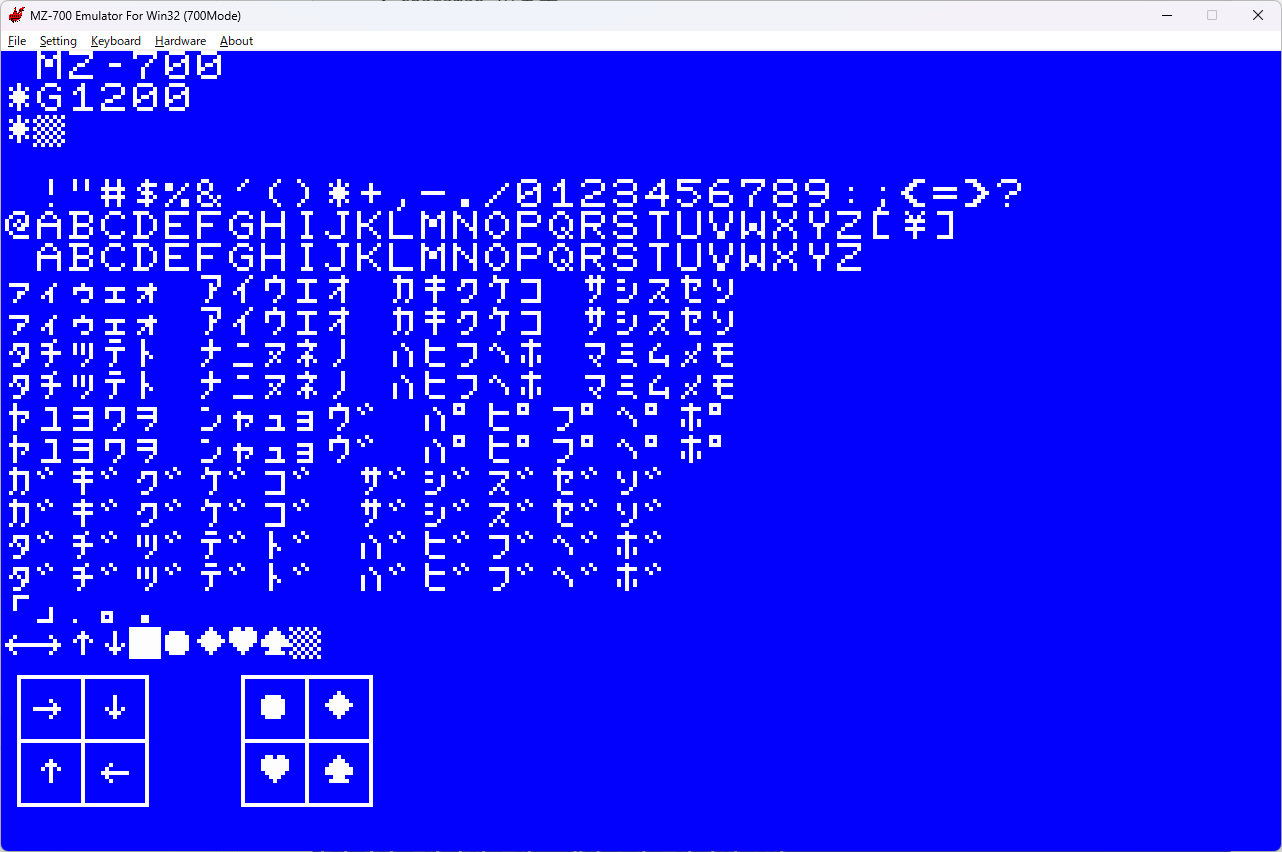 MZ-700 Emulator For Win32 (700Mode)
File Setting Keyboard Hardware About
MZ-700
*G1200
*▒
!"#$%&'()*+,-./0123456789:;<=>?
@ABCDEFGHIJKLMNOPQRSTUVWXYZ[¥]
ABCDEFGHIJKLMNOPQRSTUVWXYZ
ァィゥェォ アイウエオ カキクケコ サシスセソ
ァィゥェォ アイウエオ カキクケコ サシスセソ
タチツテト ナニヌネノ ハヒフヘホ マミムメモ
タチツテト ナニヌネノ ハヒフヘホ マミムメモ
ヤユヨワヲ ンャュョヴ パピプペポ
ヤユヨワヲ ンャュョヴ パピプペポ
ガギグゲゴ ザジズゼゾ
ガギグゲゴ ザジズゼゾ
ダヂヅデド バビブベボ
ダヂヅデド バビブベボ
「」.。・
←→↑↓■●◆♥♠▒
→ ↓ ● ◆
↑ ← ♥ ♠